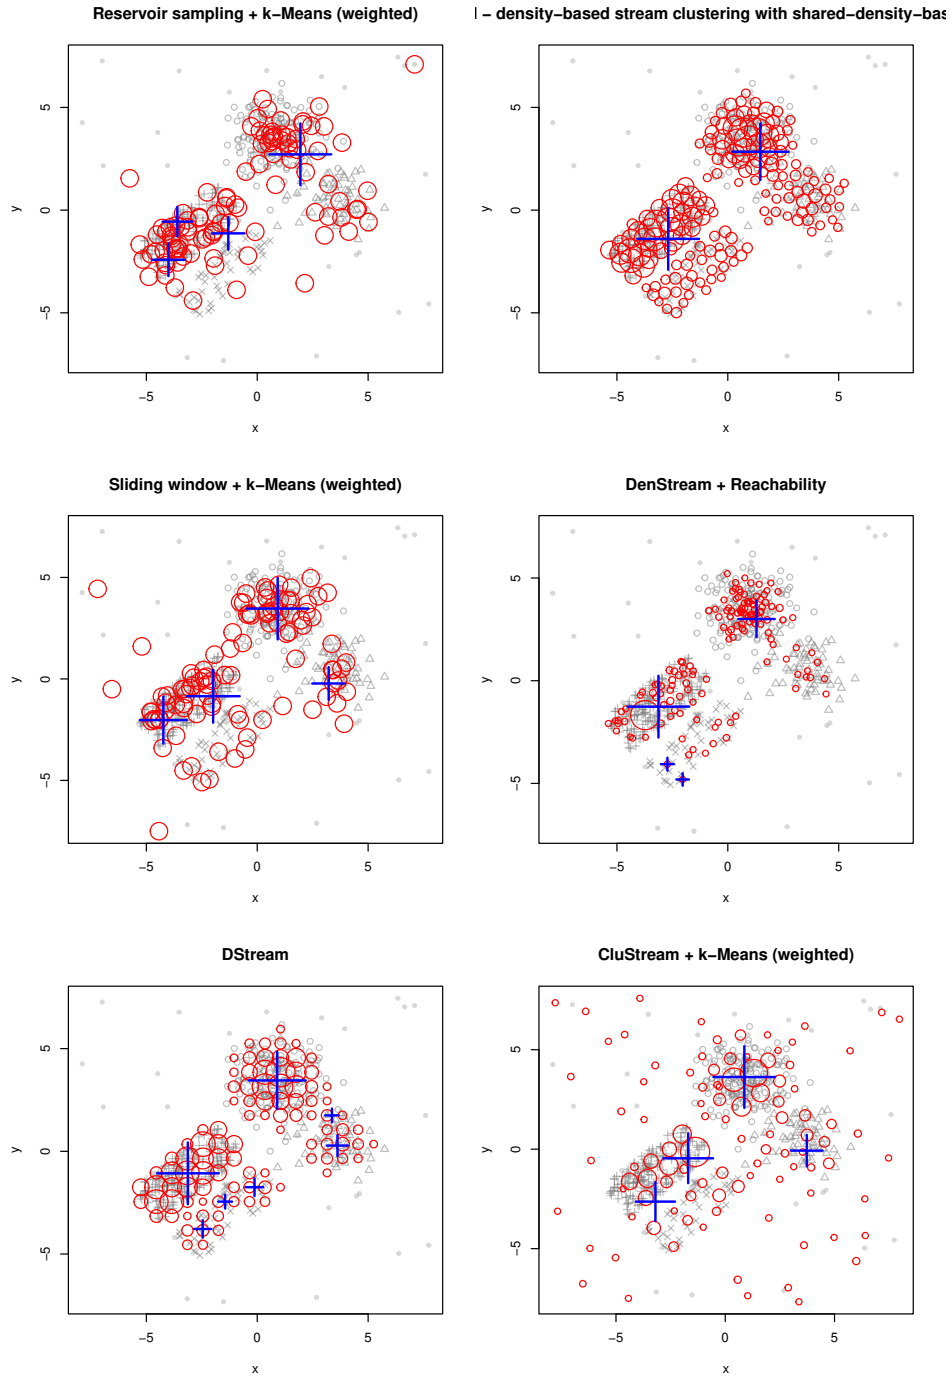 Reservoir sampling + k−Means (weighted)
− density−based stream clustering with shared−density−bas
5
0
−5
y
−5 0 5
x
5
0
−5
y
−5 0 5
x
Sliding window + k−Means (weighted)
DenStream + Reachability
5
0
−5
y
−5 0 5
x
5
0
−5
y
−5 0 5
x
DStream
CluStream + k−Means (weighted)
5
0
−5
y
−5 0 5
x
5
0
−5
y
−5 0 5
x